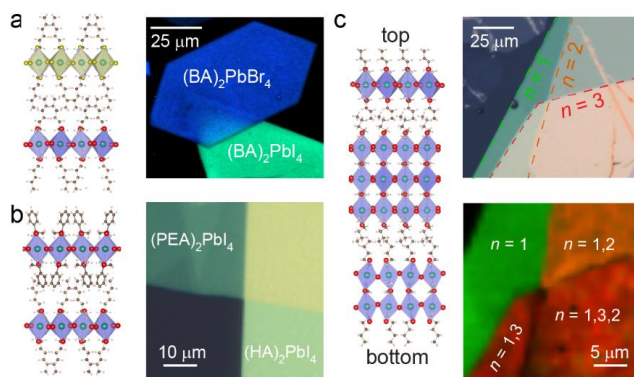 a
25 μm
(BA)₂PbBr₄
(BA)₂PbI₄
b
(PEA)₂PbI₄
10 μm
(HA)₂PbI₄
c
top
bottom
25 μm
n = 1
n = 2
n = 3
n = 1
n = 1,2
n = 1,3
n = 1,3,2
5 μm